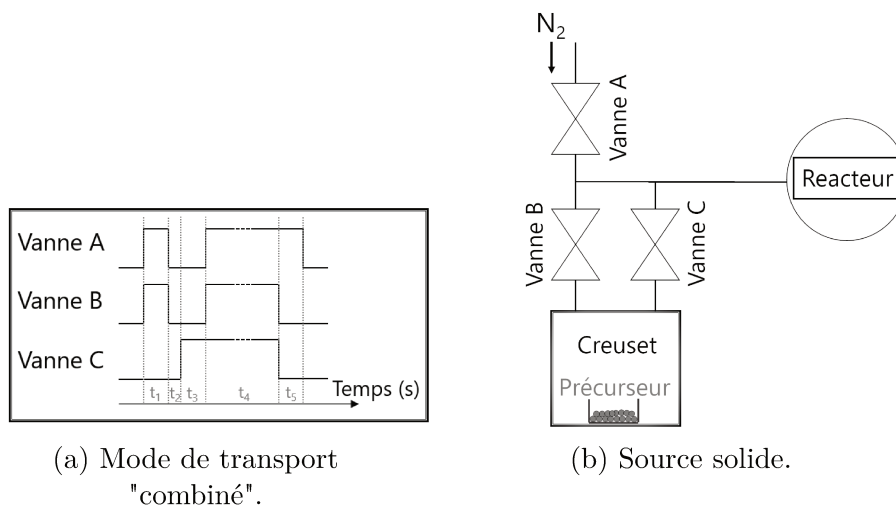 Vanne A
Vanne B
Vanne C
t1 t2 t3 t4 t5
Temps (s)
(a) Mode de transport
"combiné".
N2
Vanne A
Reacteur
Vanne B
Vanne C
Creuset
Précurseur
(b) Source solide.